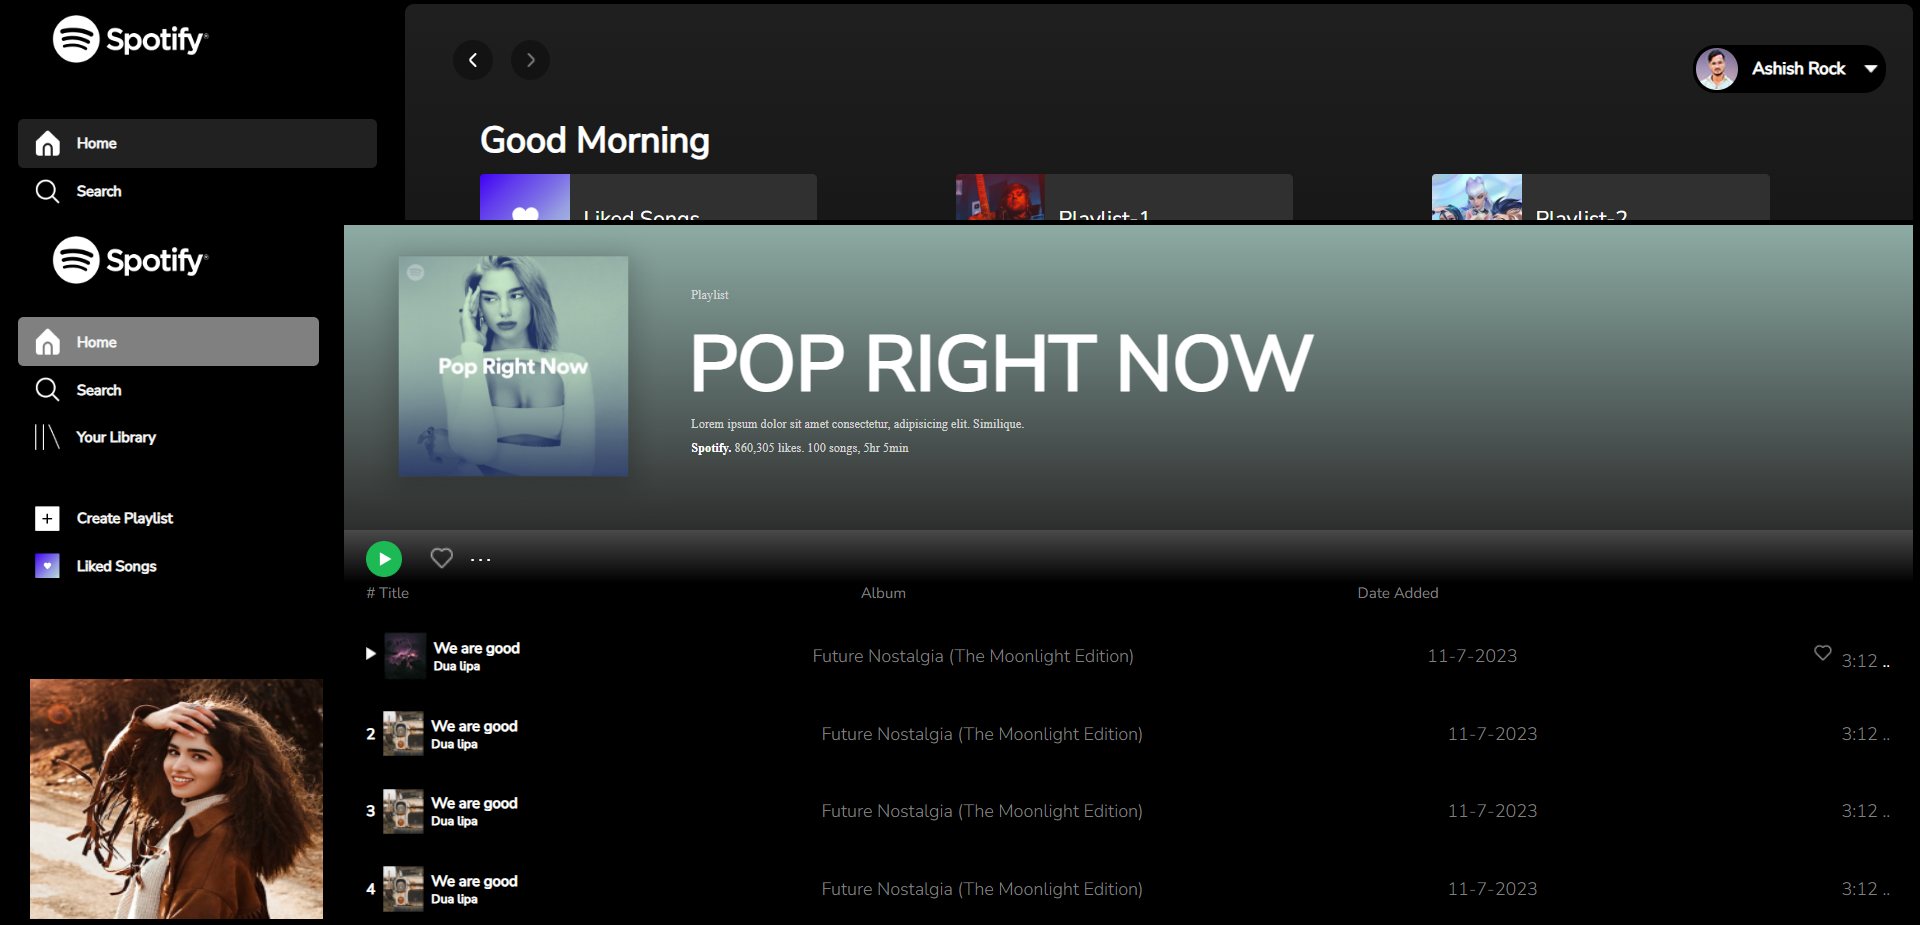 Spotify
Ashish Rock
Home
Good Morning
Search
Liked Songs
Playlist-1
Playlist-2
Spotify
Home
Search
Your Library
Create Playlist
Liked Songs
Pop Right Now
Playlist
POP RIGHT NOW
Lorem ipsum dolor sit amet consectetur, adipisicing elit. Similique.
Spotify. 860,305 likes. 100 songs, 5hr 5min
...
# Title Album Date Added
We are good
Dua lipa
Future Nostalgia (The Moonlight Edition) 11-7-2023 3:12 ..
2 We are good
Dua lipa
Future Nostalgia (The Moonlight Edition) 11-7-2023 3:12 ..
3 We are good
Dua lipa
Future Nostalgia (The Moonlight Edition) 11-7-2023 3:12 ..
4 We are good
Dua lipa
Future Nostalgia (The Moonlight Edition) 11-7-2023 3:12 ..